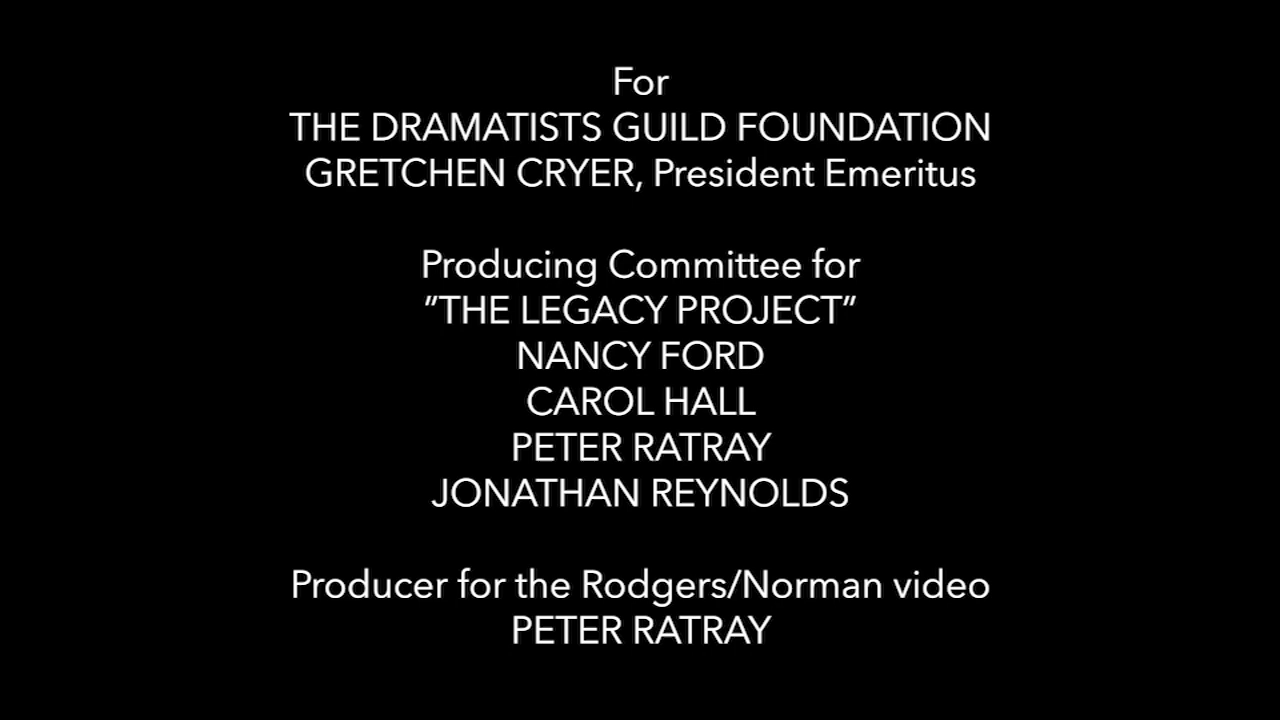 For
THE DRAMATISTS GUILD FOUNDATION
GRETCHEN CRYER, President Emeritus
Producing Committee for
”THE LEGACY PROJECT”
NANCY FORD
CAROL HALL
PETER RATRAY
JONATHAN REYNOLDS
Producer for the Rodgers/Norman video
PETER RATRAY